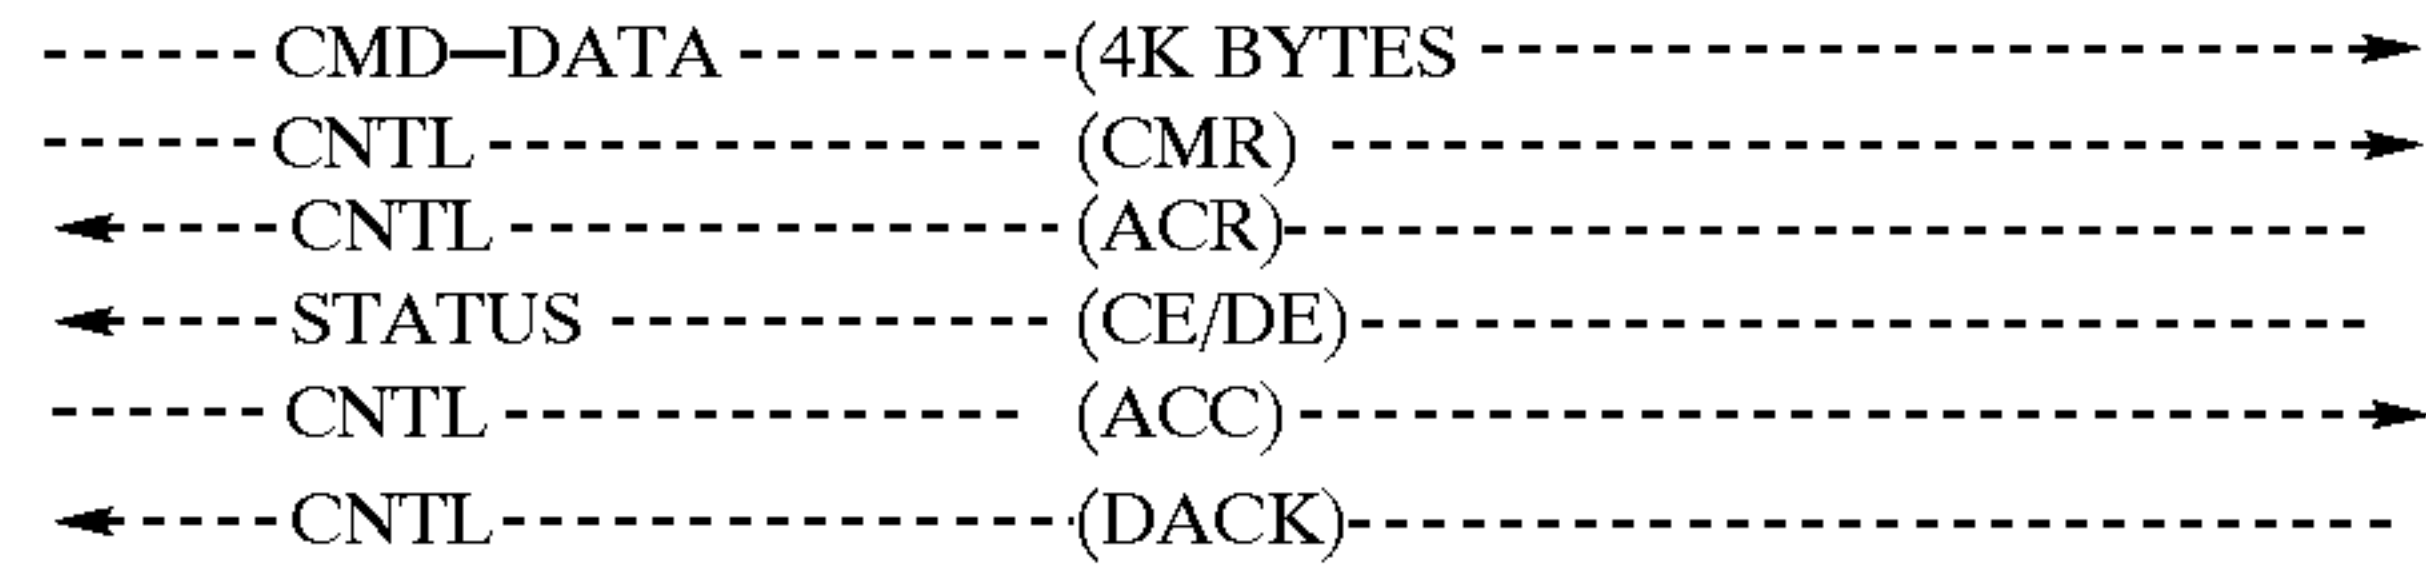 CMD—DATA (4K BYTES
CNTL (CMR)
CNTL (ACR)
STATUS (CE/DE)
CNTL (ACC)
CNTL (DACK)